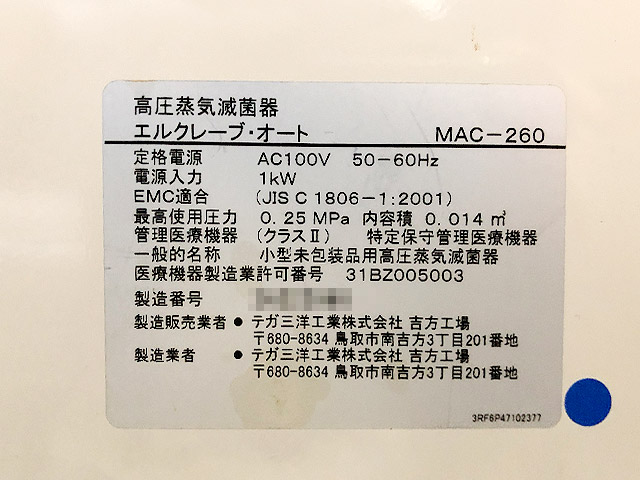 高圧蒸気滅菌器
エルクレーブ・オート MAC-260
定格電源 AC100V 50-60Hz
電源入力 1kW
EMC適合 (JIS C 1806-1:2001)
最高使用圧力 0.25 MPa 内容積 0.014 ㎥
管理医療機器 (クラスⅡ) 特定保守管理医療機器
一般的名称 小型未包装品用高圧蒸気滅菌器
医療機器製造業許可番号 31BZ005003
製造番号
製造販売業者 ● テガ三洋工業株式会社 吉方工場
〒680-8634 鳥取市南吉方3丁目201番地
製造業者 ● テガ三洋工業株式会社 吉方工場
〒680-8634 鳥取市南吉方3丁目201番地
3RF6P47102377